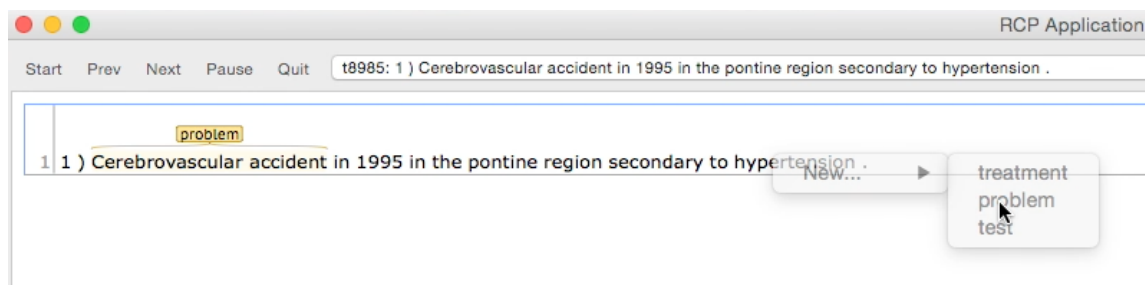 RCP Application
Start Prev Next Pause Quit t8985: 1 ) Cerebrovascular accident in 1995 in the pontine region secondary to hypertension .
problem
1 1 ) Cerebrovascular accident in 1995 in the pontine region secondary to hypertension .
New... ▶ treatment
problem
test